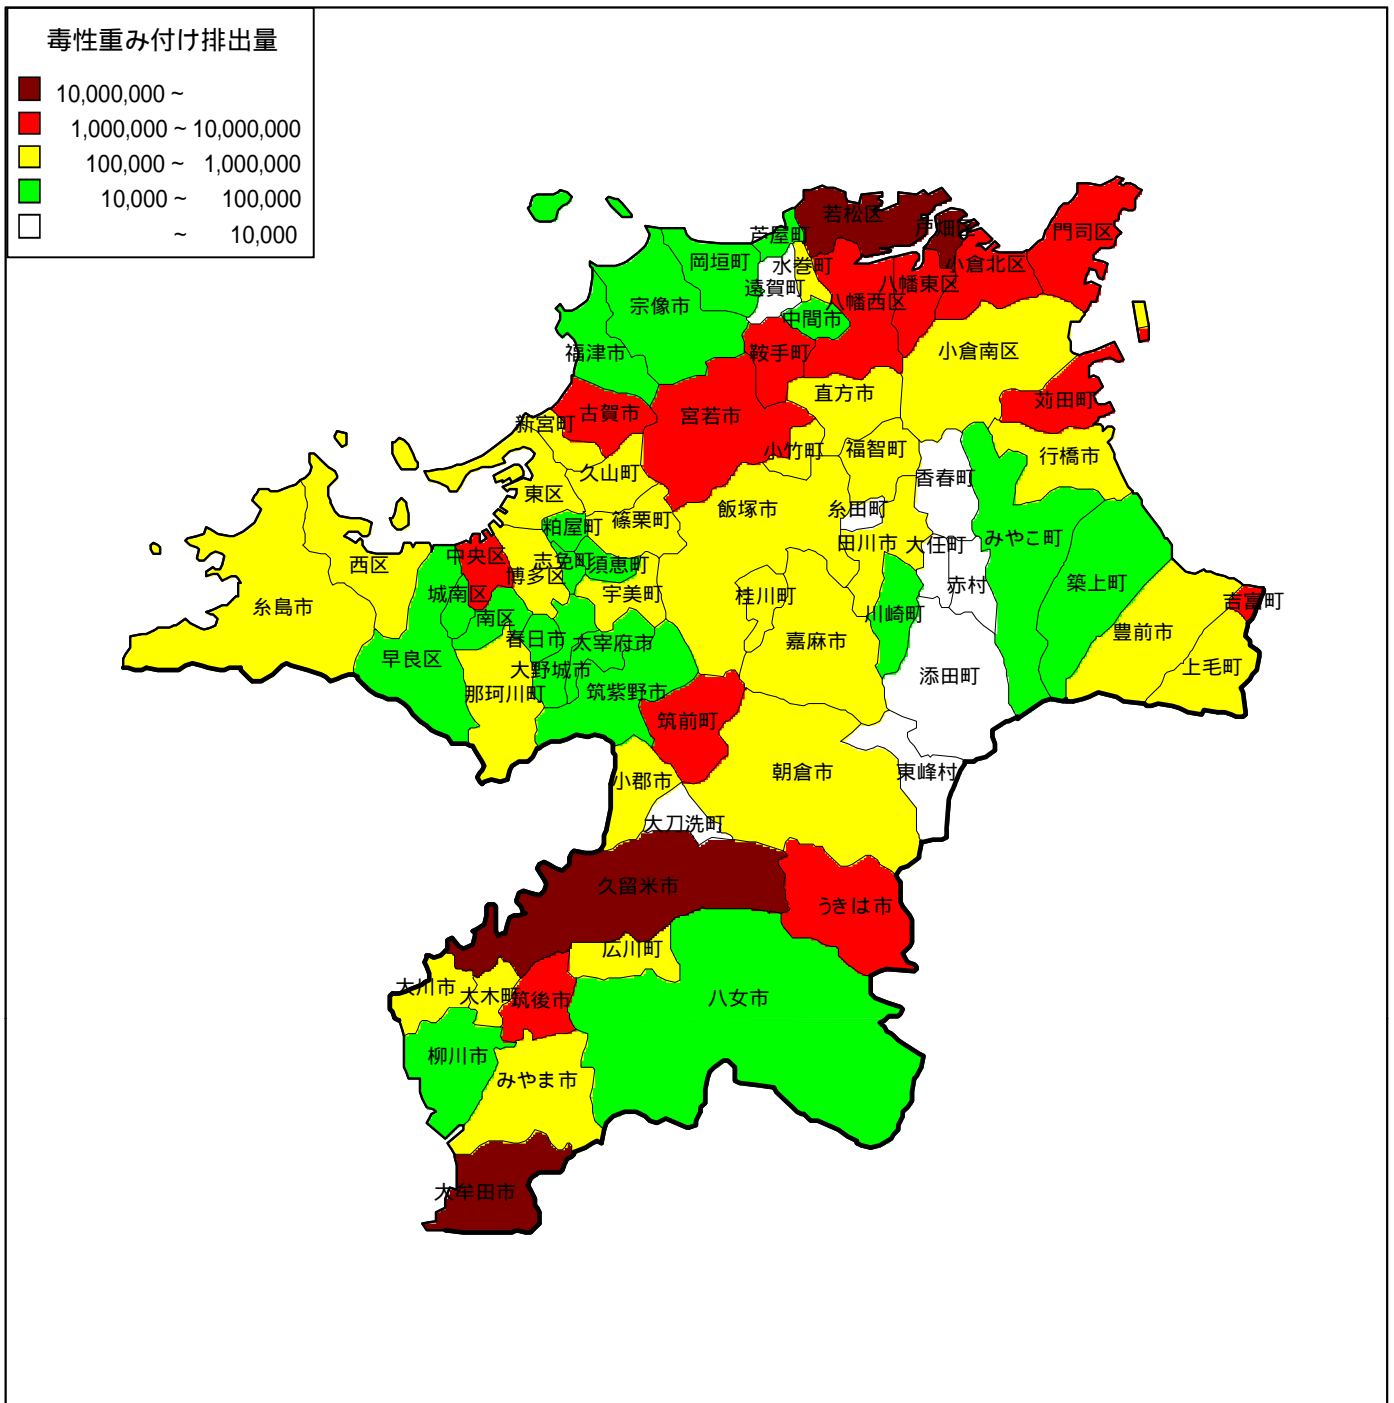 毒性重み付け排出量
10,000,000 ~
1,000,000 ~ 10,000,000
100,000 ~ 1,000,000
10,000 ~ 100,000
~ 10,000
若松区
戸畑区
門司区
芦屋町
小倉北区
岡垣町
水巻町
遠賀町
八幡東区
八幡西区
宗像市
中間市
福津市
鞍手町
小倉南区
直方市
苅田町
古賀市
宮若市
新宮町
小竹町
福智町
行橋市
久山町
香春町
東区
飯塚市
糸田町
粕屋町
篠栗町
みやこ町
田川市
大任町
中央区
志免町
須恵町
西区
博多区
築上町
赤村
城南区
宇美町
桂川町
吉富町
糸島市
南区
川崎町
春日市
太宰府市
嘉麻市
豊前市
早良区
大野城市
上毛町
那珂川町
筑紫野市
添田町
筑前町
小郡市
朝倉市
東峰村
大刀洗町
久留米市
うきは市
広川町
大川市
大木町
筑後市
八女市
柳川市
みやま市
大牟田市